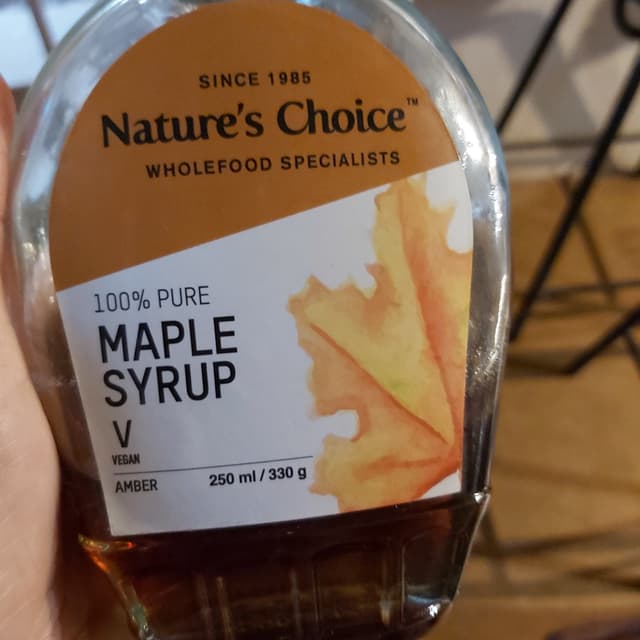 SINCE 1985
Nature's Choice™
WHOLEFOOD SPECIALISTS
100% PURE
MAPLE
SYRUP
V
VEGAN
AMBER 250 ml / 330 g